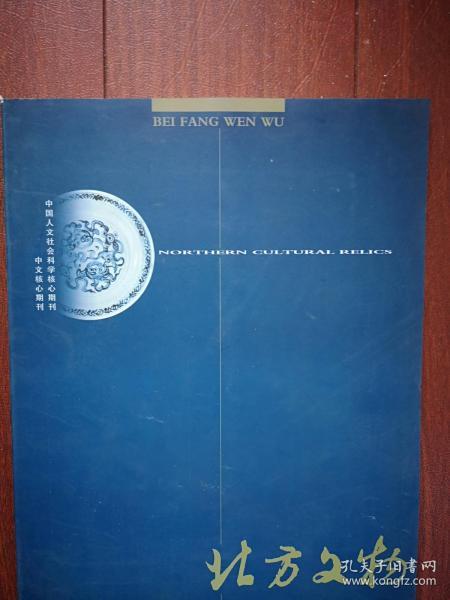 BEI FANG WEN WU
NORTHERN CULTURAL RELICS
中国人文社会科学核心期刊
中文核心期刊
北方文物
孔夫子旧书网
www.kongfz.com